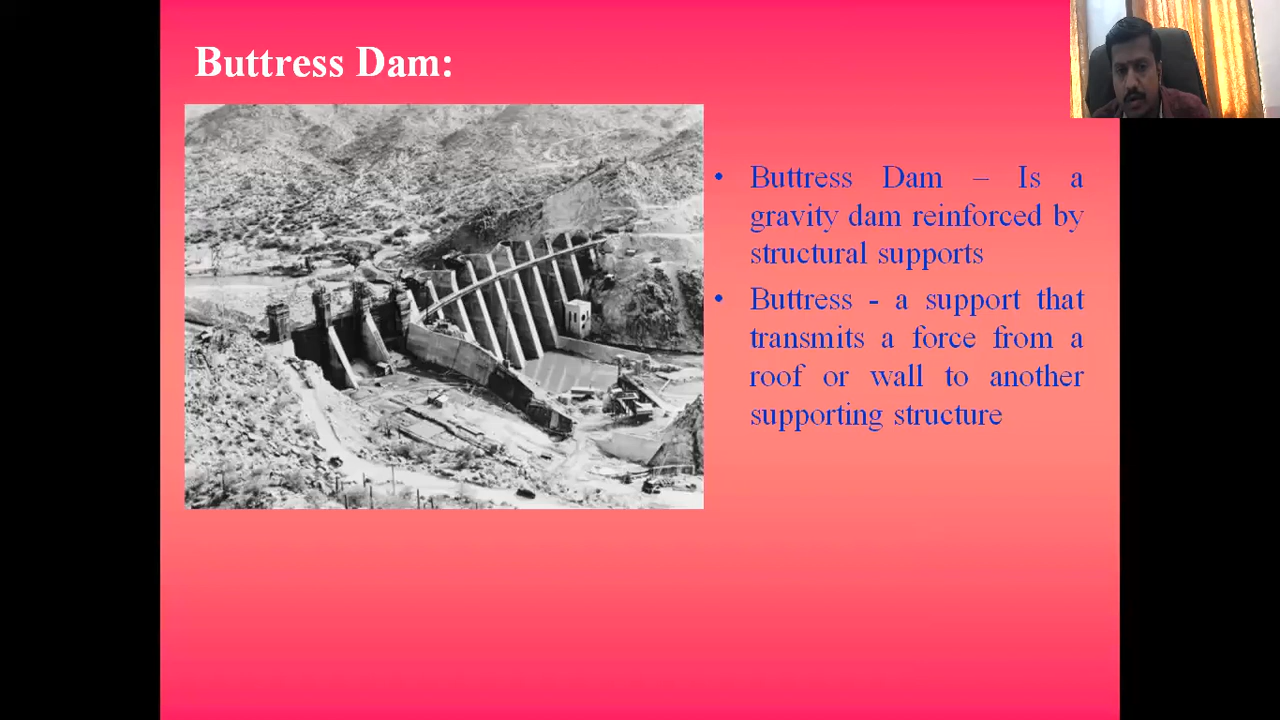 Buttress Dam:
• Buttress Dam – Is a
gravity dam reinforced by
structural supports
• Buttress - a support that
transmits a force from a
roof or wall to another
supporting structure